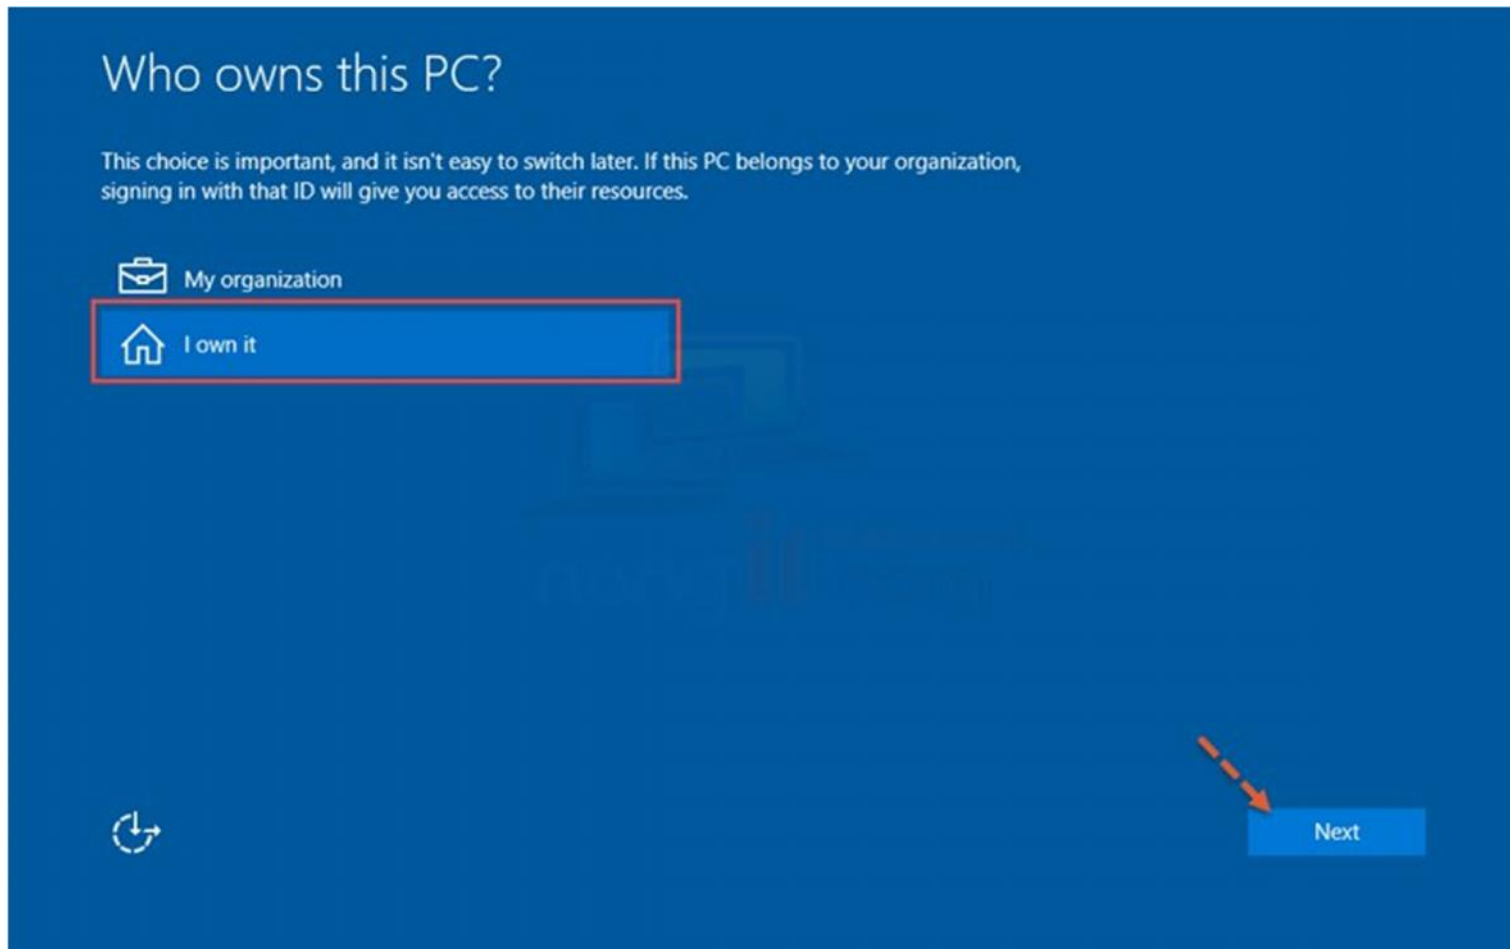 Who owns this PC?
This choice is important, and it isn't easy to switch later. If this PC belongs to your organization,
signing in with that ID will give you access to their resources.
My organization
I own it
Next